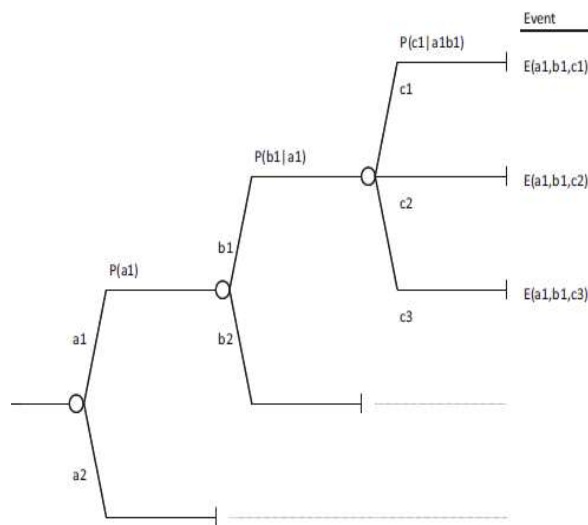 Event
P(c1|a1b1)
E(a1,b1,c1)
c1
P(b1|a1)
E(a1,b1,c2)
c2
b1
P(a1)
E(a1,b1,c3)
c3
a1
b2
a2